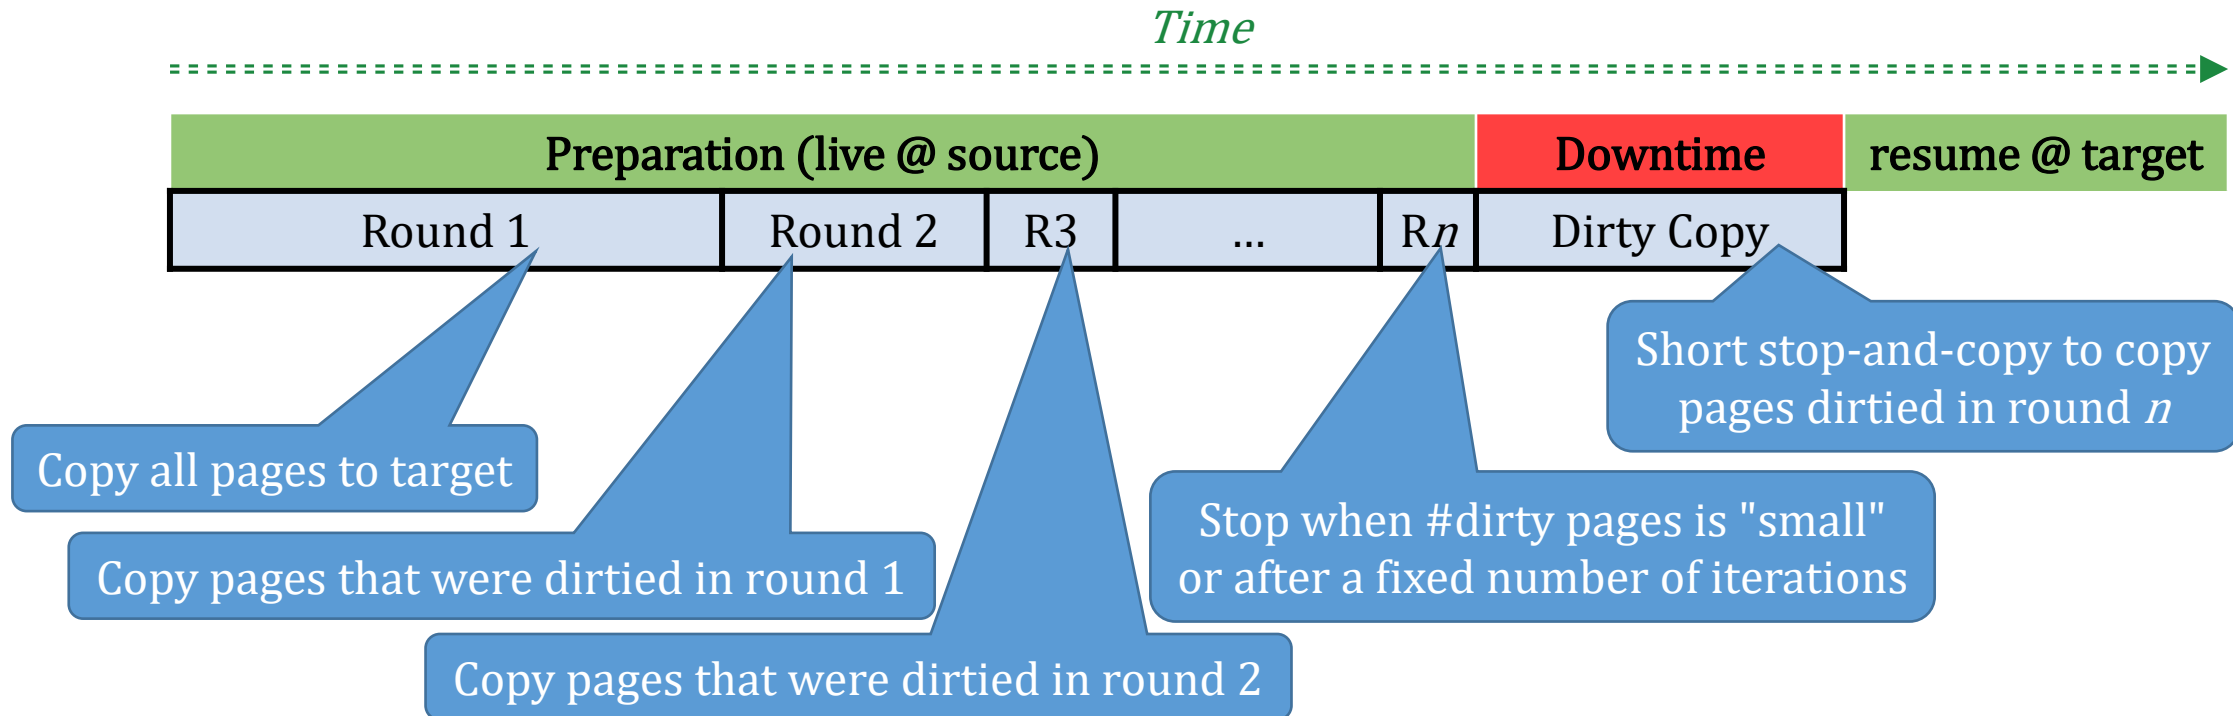 Time
Preparation (live @ source)
Downtime
resume @ target
Round 1
Round 2
R3
...
Rn
Dirty Copy
Short stop-and-copy to copy
pages dirtied in round n
Copy all pages to target
Stop when #dirty pages is "small"
or after a fixed number of iterations
Copy pages that were dirtied in round 1
Copy pages that were dirtied in round 2